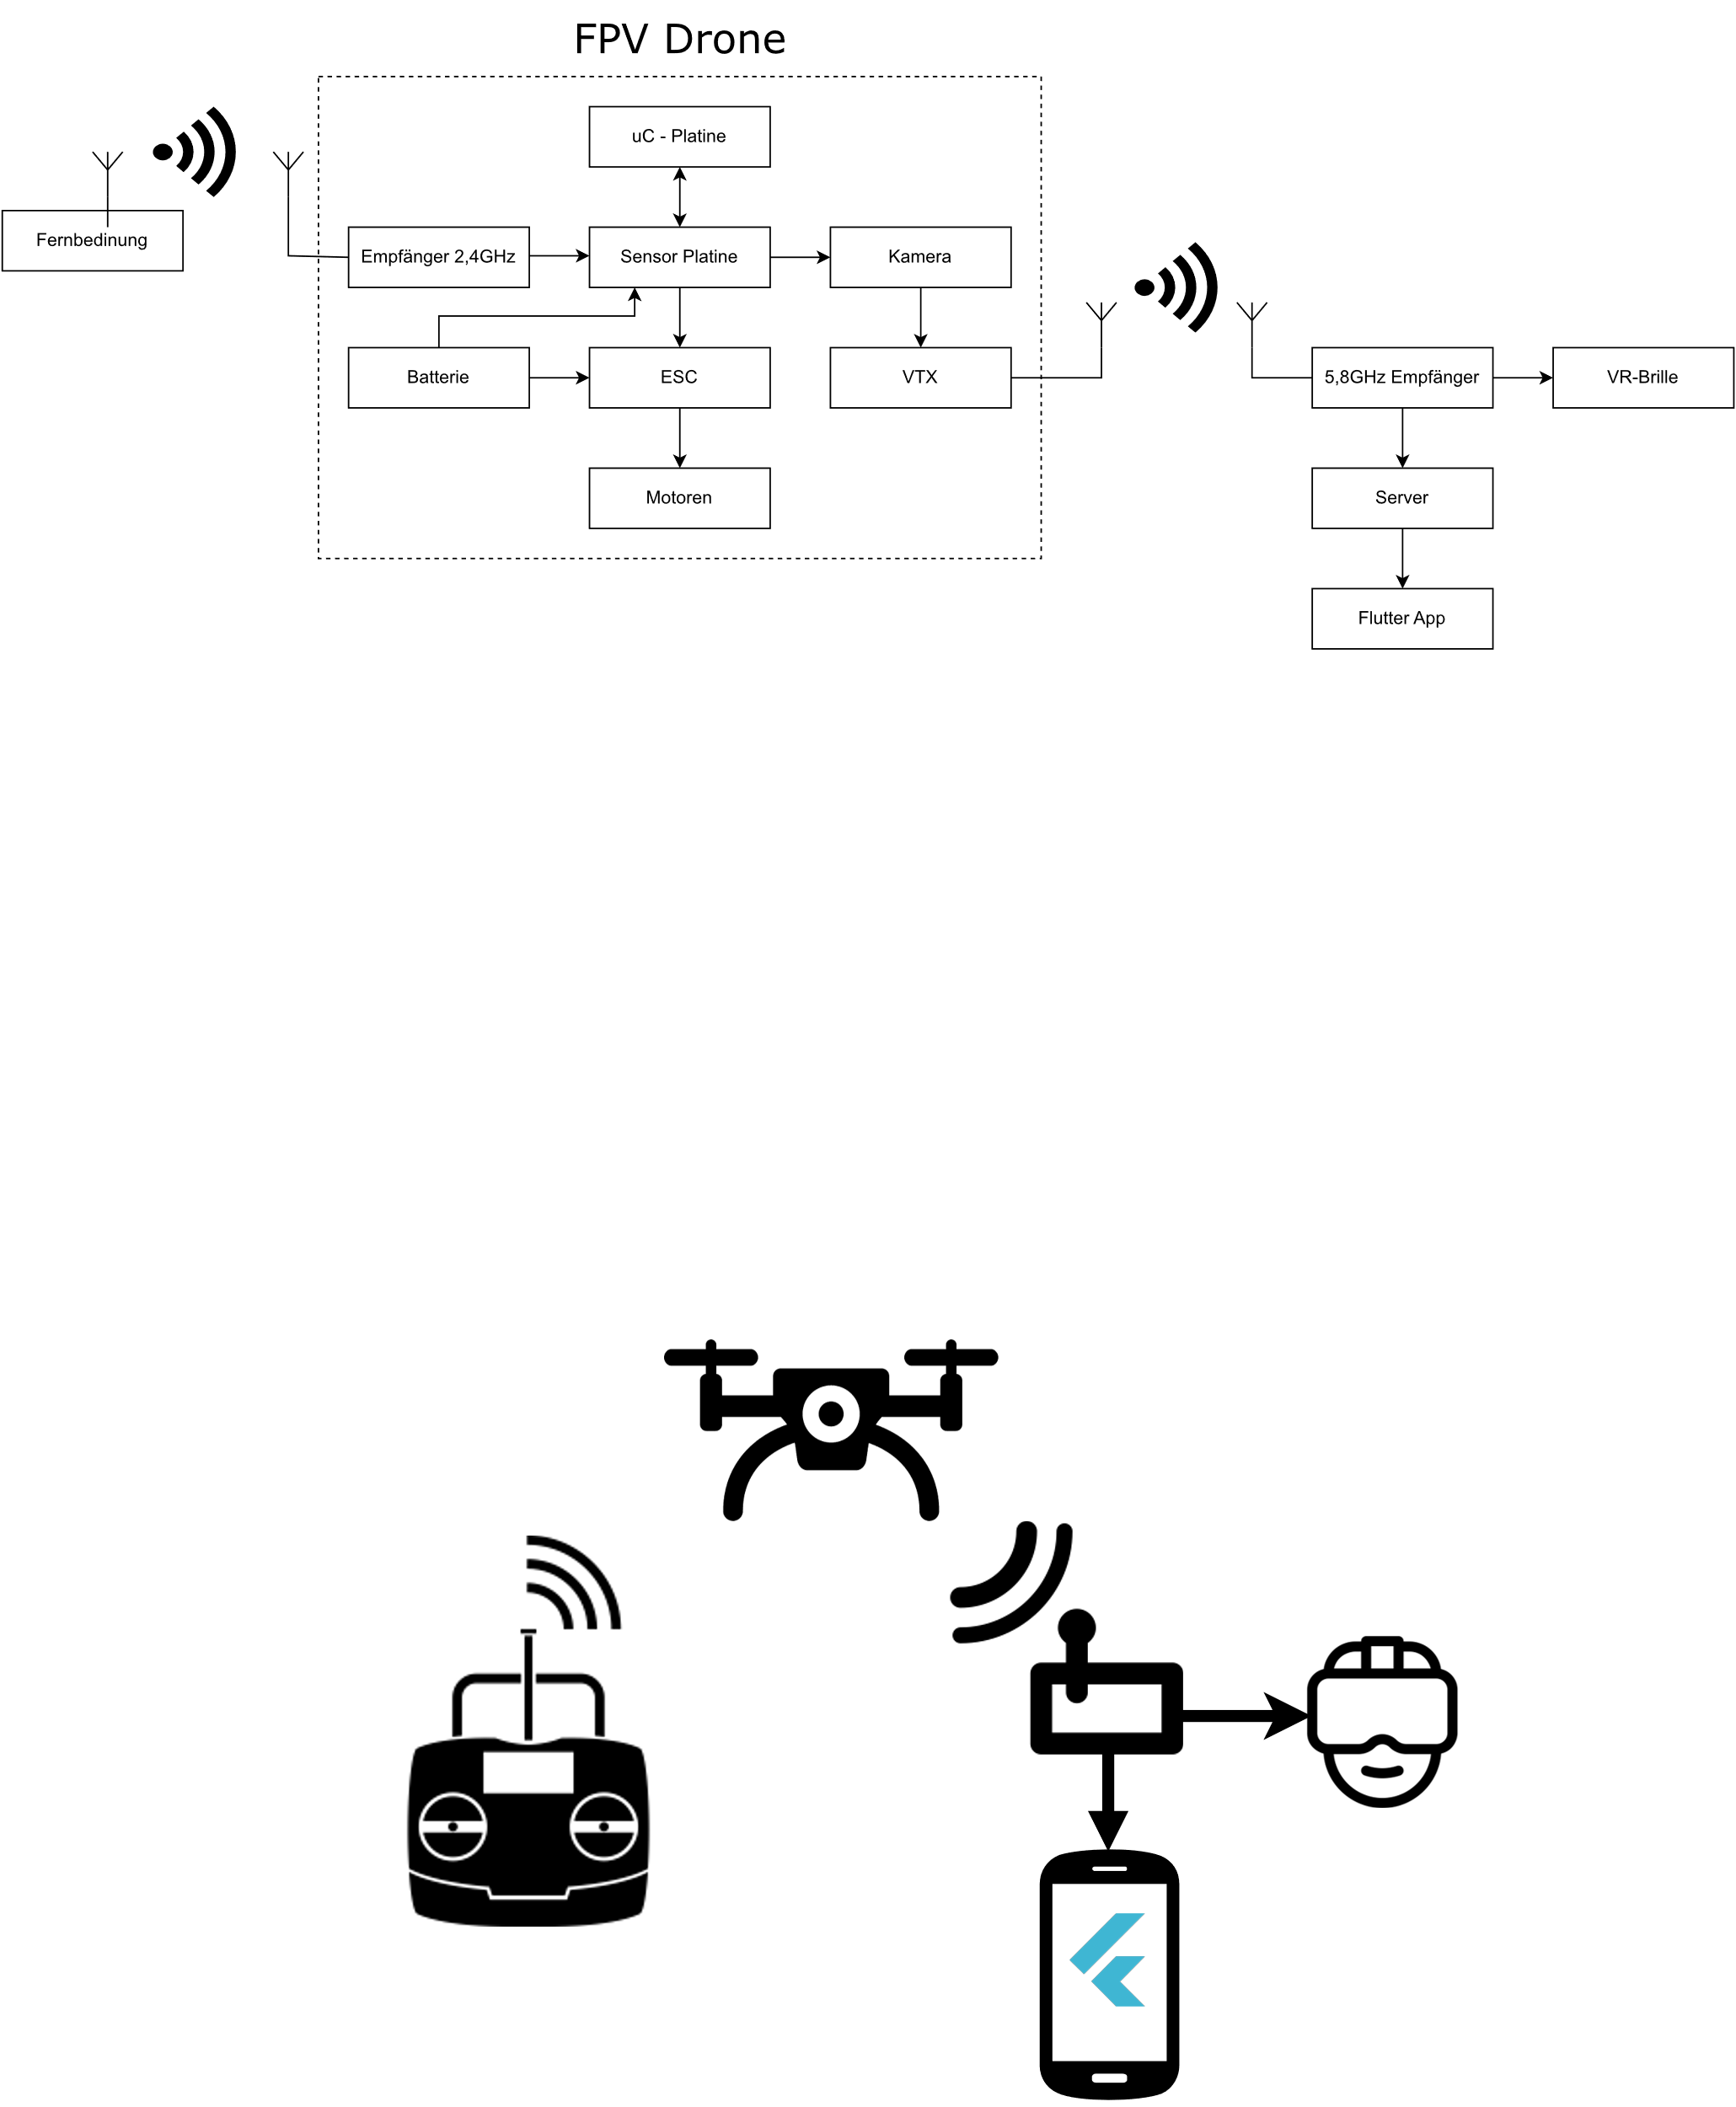 FPV Drone
uC - Platine
Fernbedinung
Empfänger 2,4GHz
Sensor Platine
Kamera
Batterie
ESC
VTX
5,8GHz Empfänger
VR-Brille
Motoren
Server
Flutter App